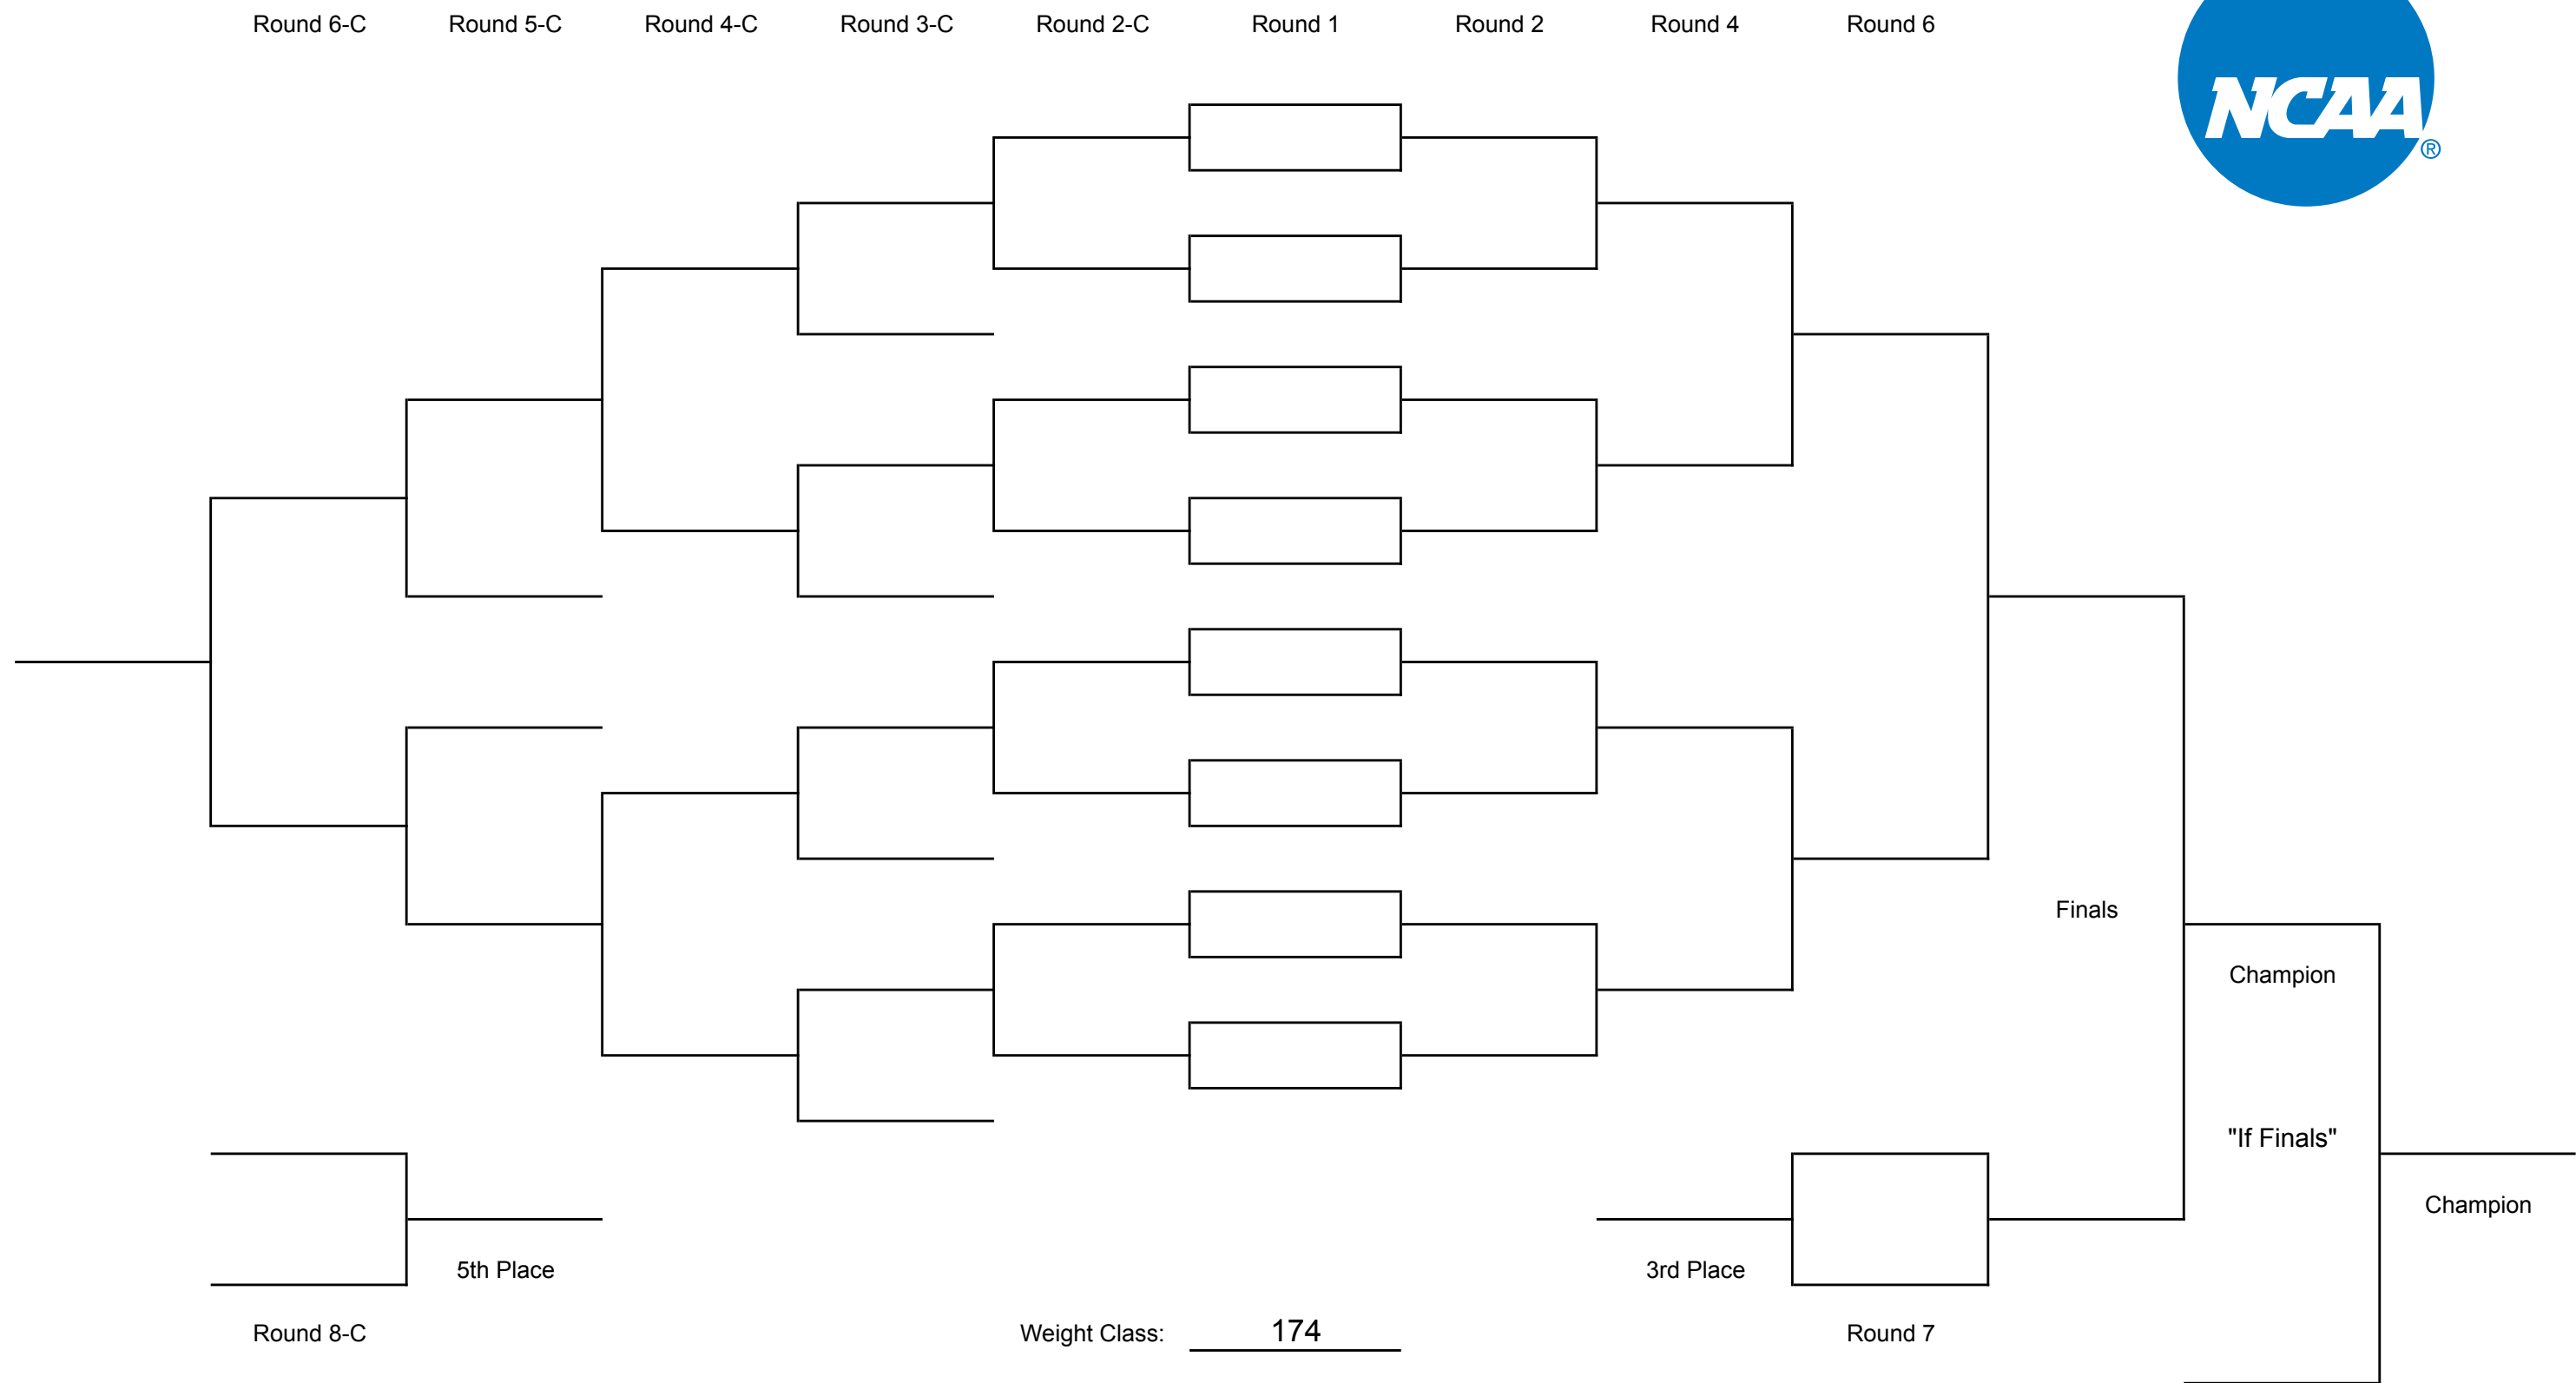 Round 6-C Round 5-C Round 4-C Round 3-C Round 2-C Round 1 Round 2 Round 4 Round 6
NCAA®
Finals
Champion
"If Finals"
Champion
5th Place
3rd Place
Round 8-C
Weight Class: 174
Round 7